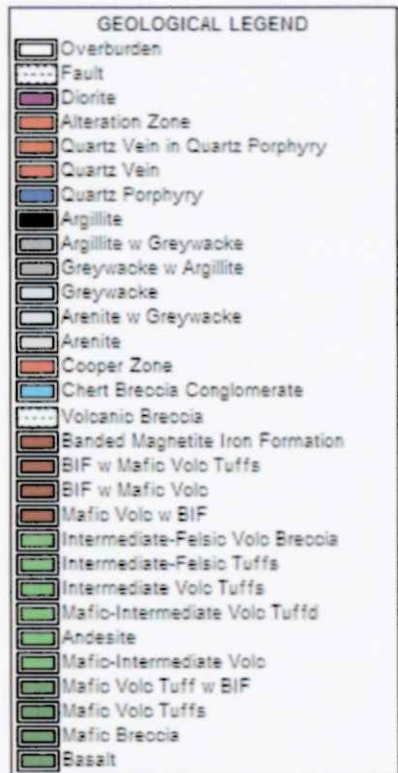 GEOLOGICAL LEGEND
Overburden
Fault
Diorite
Alteration Zone
Quartz Vein in Quartz Porphyry
Quartz Vein
Quartz Porphyry
Argillite
Argillite w Greywacke
Greywacke w Argillite
Greywacke
Arenite w Greywacke
Arenite
Cooper Zone
Chert Breccia Conglomerate
Volcanic Breccia
Banded Magnetite Iron Formation
BIF w Mafic Volc Tuffs
BIF w Mafic Volc
Mafic Volc w BIF
Intermediate-Felsic Volc Breccia
Intermediate-Felsic Tuffs
Intermediate Volc Tuffs
Mafic-Intermediate Volc Tuffd
Andesite
Mafic-Intermediate Volc
Mafic Volc Tuff w BIF
Mafic Volc Tuffs
Mafic Breccia
Basalt